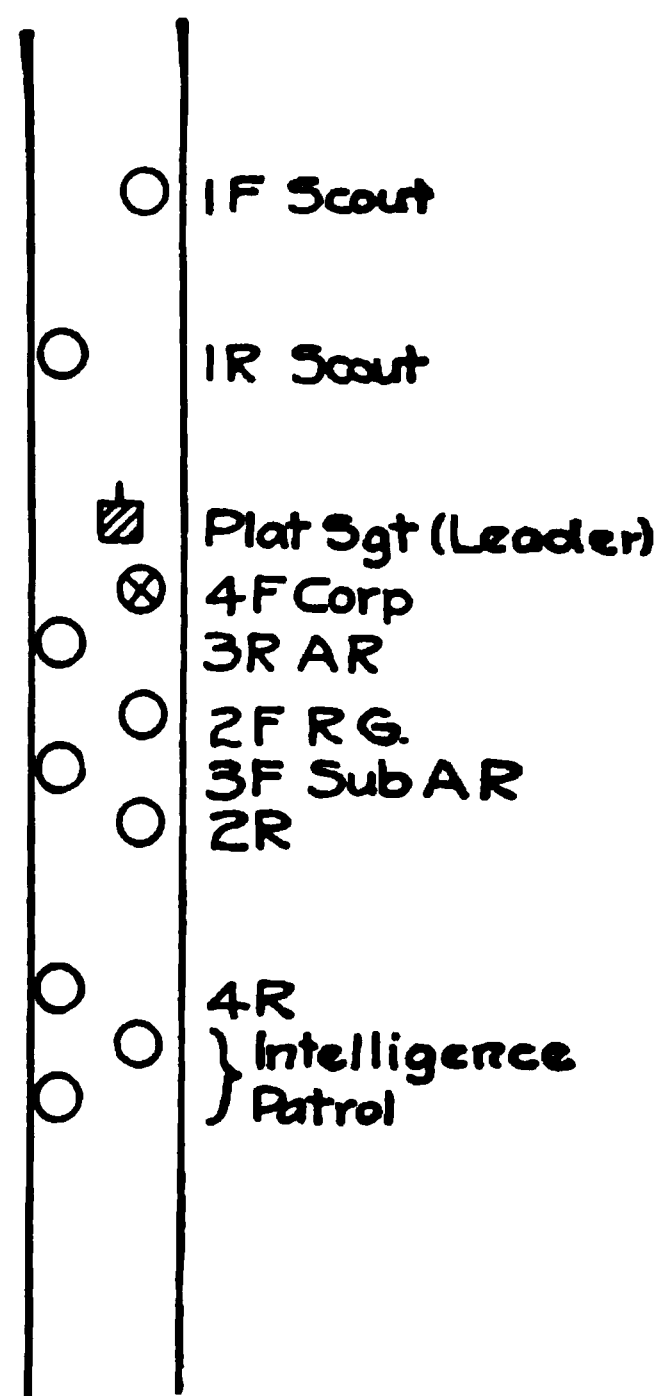 1F Scout
1R Scout
Plat Sgt (Leader)
4F Corp
3R AR
2F R G.
3F Sub AR
2R
4R
} Intelligence
Patrol